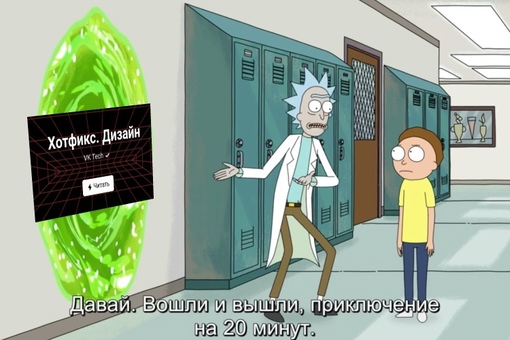 Хотфикс. Дизайн
VK Tech
Читать
Давай. Вошли и вышли, приключение
на 20 минут.